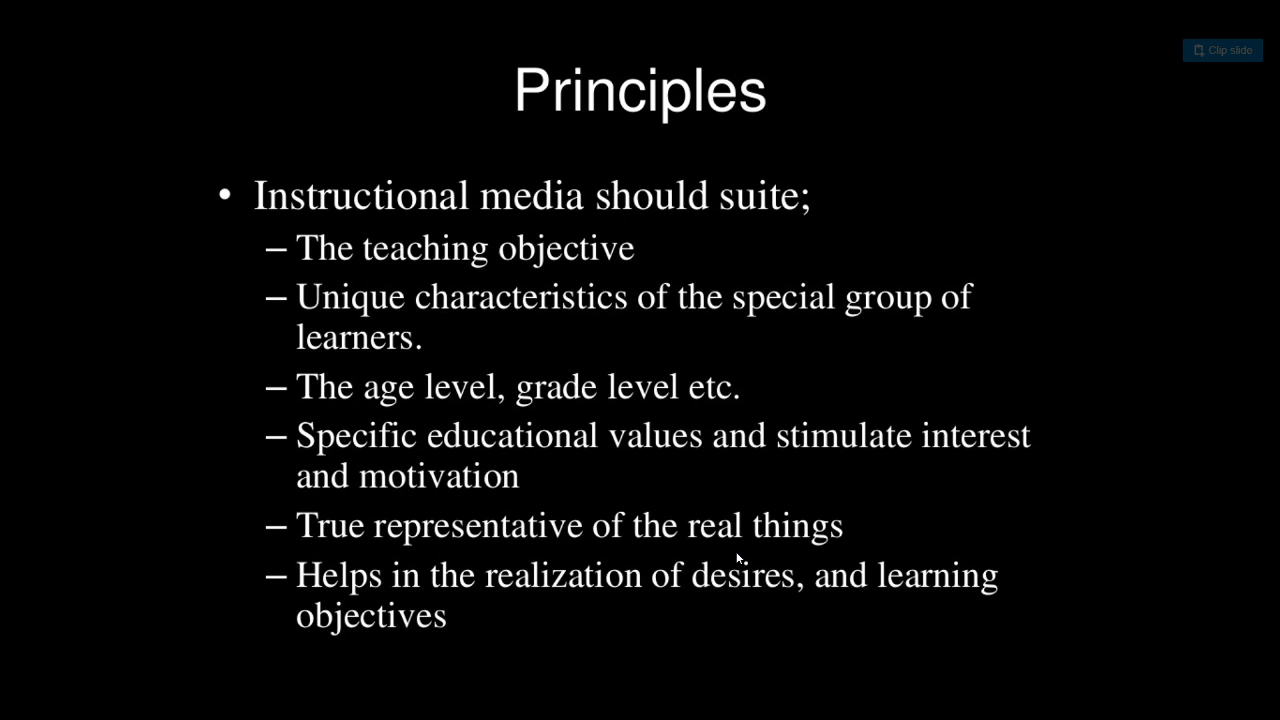 Clip slide
Principles
• Instructional media should suite;
– The teaching objective
– Unique characteristics of the special group of
learners.
– The age level, grade level etc.
– Specific educational values and stimulate interest
and motivation
– True representative of the real things
– Helps in the realization of desires, and learning
objectives